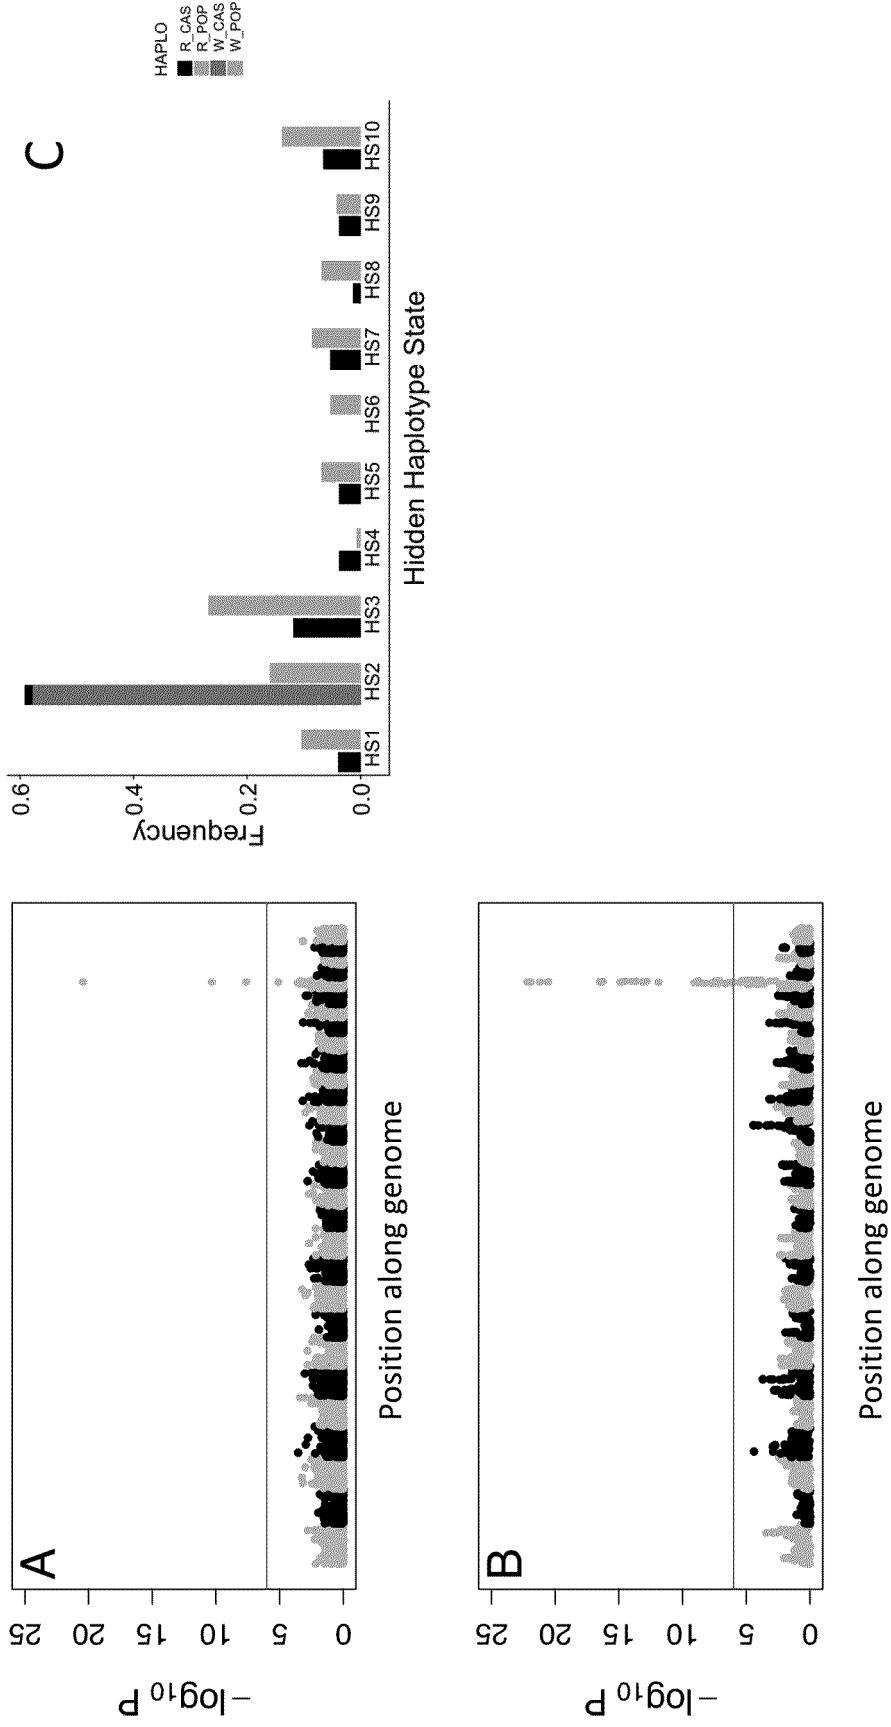 A
25
20
15
10
5
0
−log10 P
Position along genome
B
25
20
15
10
5
0
−log10 P
Position along genome
C
0.6
0.4
0.2
0.0
Frequency
HS1
HS2
HS3
HS4
HS5
HS6
HS7
HS8
HS9
HS10
Hidden Haplotype State
HAPLO
R_CAS
R_POP
W_CAS
W_POP